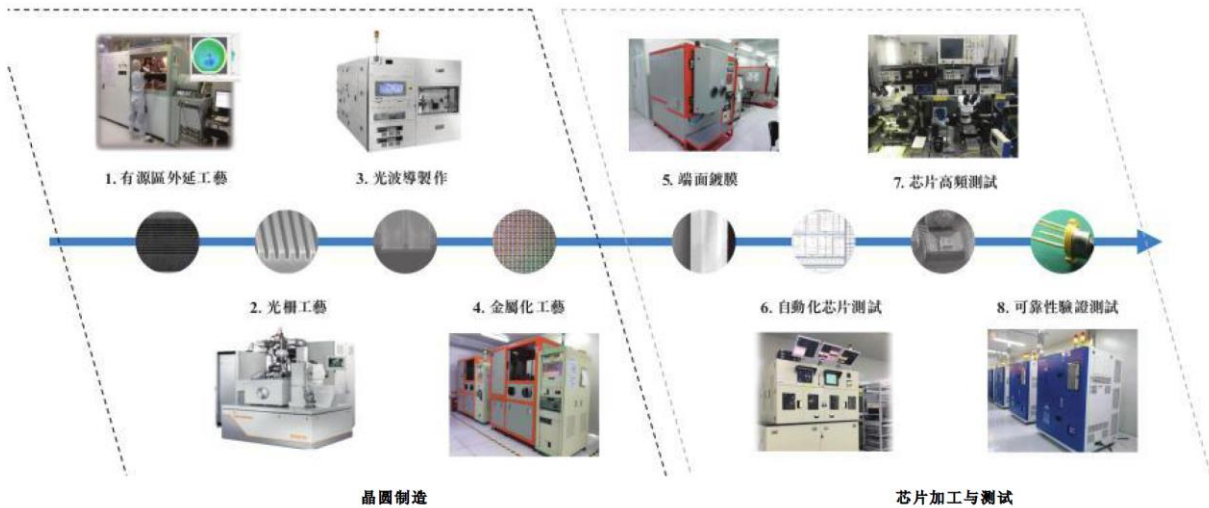 1. 有源區外延工藝
3. 光波導製作
5. 端面鍍膜
7. 芯片高頻測試
2. 光柵工藝
4. 金屬化工藝
6. 自動化芯片測試
8. 可靠性驗證測試
晶圆制造
芯片加工与测试